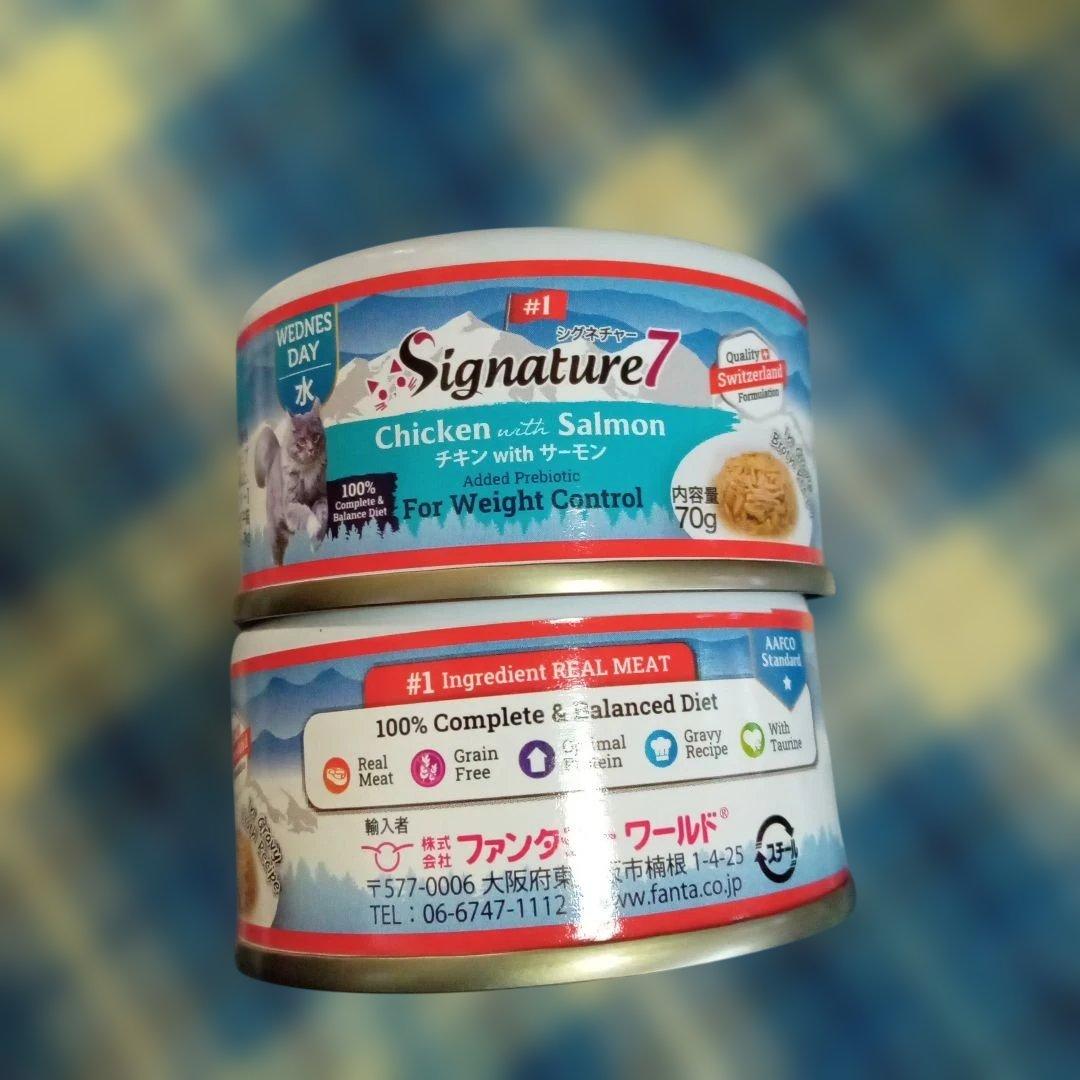 #1
WEDNES
DAY
水
シグネチャー
Signature7
Quality
Switzerland
Formulation
Chicken with Salmon
チキン with サーモン
Added Prebiotic
For Weight Control
100%
Complete &
Balance Diet
内容量
70g
AAFCO
Standard
#1 Ingredient REAL MEAT
100% Complete & Balanced Diet
Real
Meat
Grain
Free
Gravy
Recipe
With
Taurine
In Gravy
Recipe
輸入者
株式
会社
ワールド®
〒577-0006 大阪府東 市楠根 1-4-25
TEL : 06-6747-1112
www.fanta.co.jp
スチール